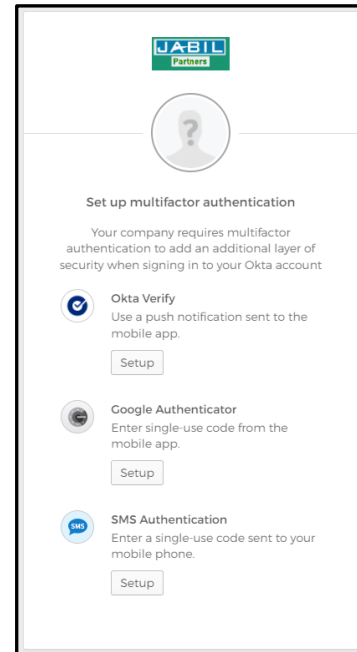 JABIL
Partners
?
Set up multifactor authentication
Your company requires multifactor
authentication to add an additional layer of
security when signing in to your Okta account
Okta Verify
Use a push notification sent to the
mobile app.
Setup
Google Authenticator
Enter single-use code from the
mobile app.
Setup
SMS
SMS Authentication
Enter a single-use code sent to your
mobile phone.
Setup